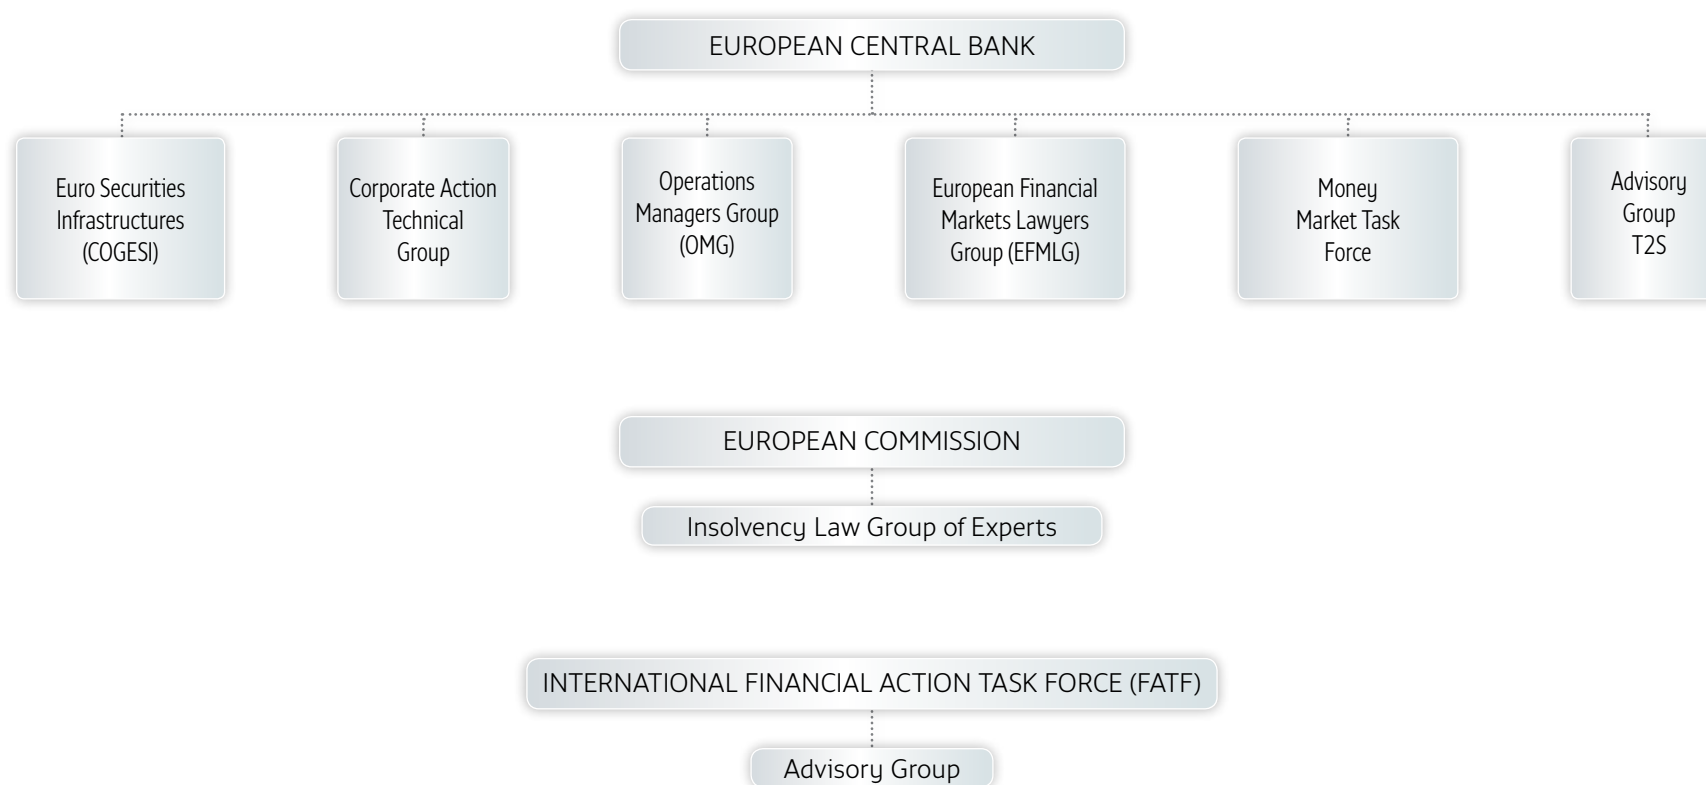 EUROPEAN CENTRAL BANK
Euro Securities
Infrastructures
(COGESI)
Corporate Action
Technical
Group
Operations
Managers Group
(OMG)
European Financial
Markets Lawyers
Group (EFMLG)
Money
Market Task
Force
Advisory
Group
T2S
EUROPEAN COMMISSION
Insolvency Law Group of Experts
INTERNATIONAL FINANCIAL ACTION TASK FORCE (FATF)
Advisory Group